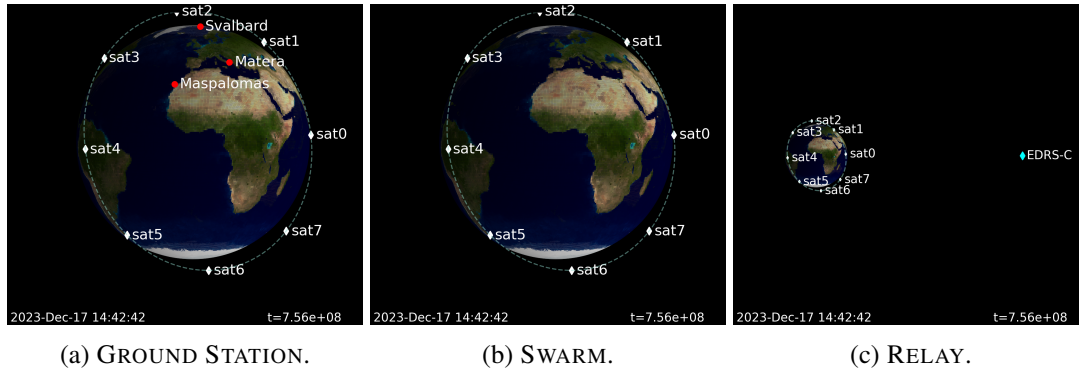 sat2
Svalbard
sat1
sat3
Matera
Maspalomas
sat0
sat4
sat5
sat7
sat6
2023-Dec-17 14:42:42
t=7.56e+08
(a) GROUND STATION.
sat2
sat1
sat3
sat0
sat4
sat5
sat7
sat6
2023-Dec-17 14:42:42
t=7.56e+08
(b) SWARM.
sat2
sat1
sat3
sat0
EDRS-C
sat4
sat7
sat5
sat6
2023-Dec-17 14:42:42
t=7.56e+08
(c) RELAY.